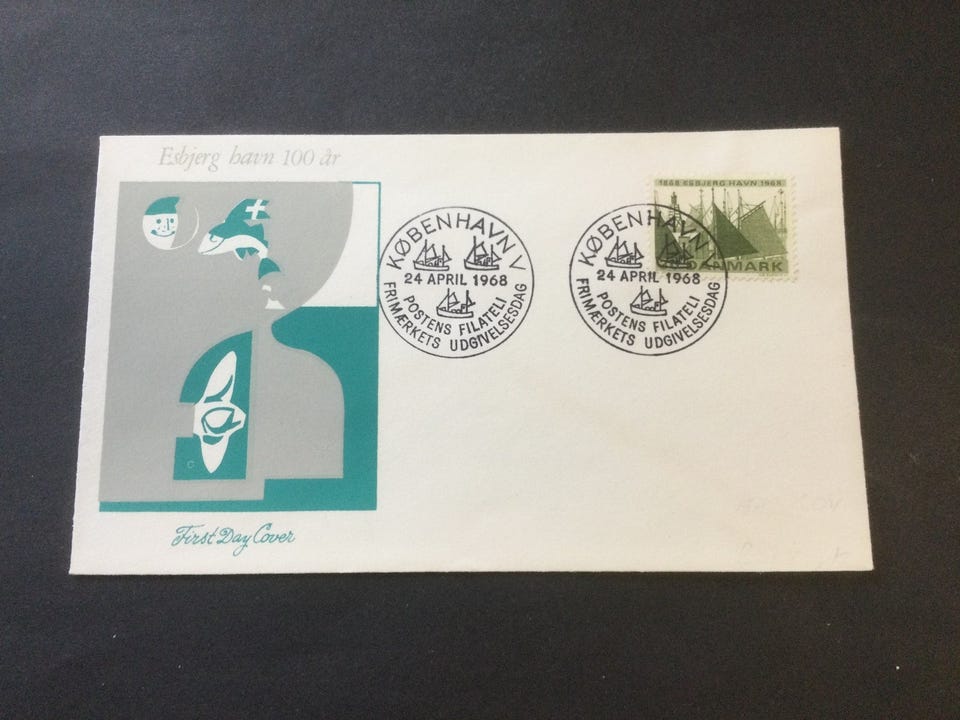 Esbjerg havn 100 år
KØBENHAVN V
24 APRIL 1968
POSTENS FILATELI
FRIMÆRKETS UDGIVELSESDAG
KØBENHAVN V
24 APRIL 1968
POSTENS FILATELI
FRIMÆRKETS UDGIVELSESDAG
1868 ESBJERG HAVN 1968
DANMARK
First Day Cover